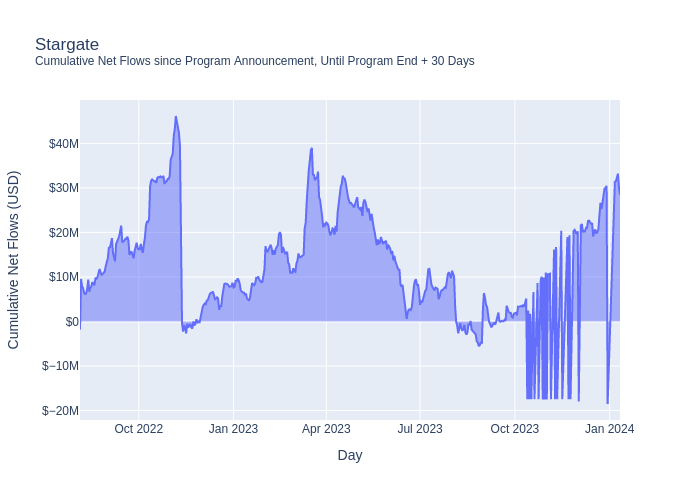 Stargate
Cumulative Net Flows since Program Announcement, Until Program End + 30 Days
Cumulative Net Flows (USD)
$40M
$30M
$20M
$10M
$0
$−10M
$−20M
Oct 2022
Jan 2023
Apr 2023
Jul 2023
Oct 2023
Jan 2024
Day